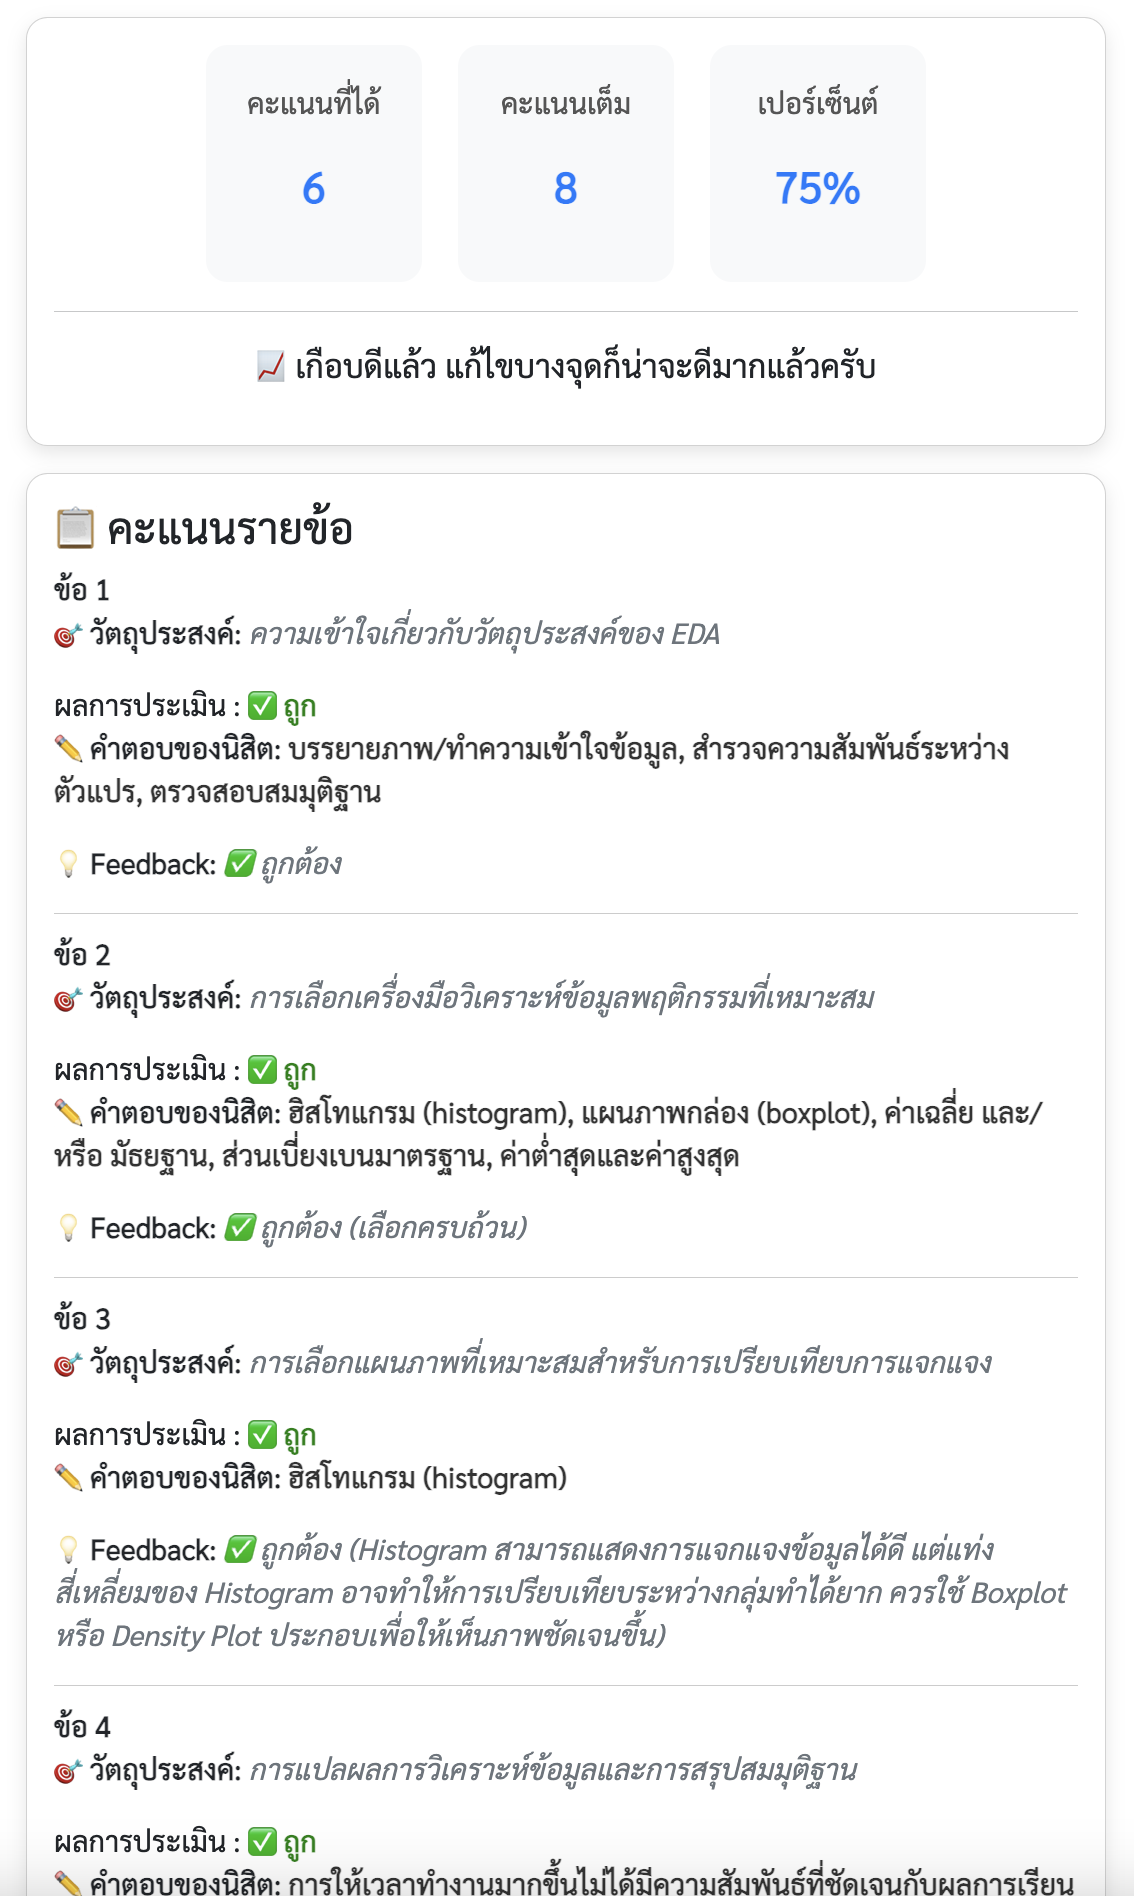 คะแนนที่ได้ คะแนนเต็ม เปอร์เซ็นต์
6 8 75%
📈 เกือบดีแล้ว แก้ไขบางจุดก็น่าจะดีมากแล้วครับ
📋 คะแนนรายข้อ
ข้อ 1
🎯 วัตถุประสงค์: ความเข้าใจเกี่ยวกับวัตถุประสงค์ของ EDA
ผลการประเมิน : ✅ ถูก
✏️ คำตอบของนิสิต: บรรยายภาพ/ทำความเข้าใจข้อมูล, สำรวจความสัมพันธ์ระหว่าง
ตัวแปร, ตรวจสอบสมมุติฐาน
💡 Feedback: ✅ ถูกต้อง
ข้อ 2
🎯 วัตถุประสงค์: การเลือกเครื่องมือวิเคราะห์ข้อมูลพฤติกรรมที่เหมาะสม
ผลการประเมิน : ✅ ถูก
✏️ คำตอบของนิสิต: ฮิสโทแกรม (histogram), แผนภาพกล่อง (boxplot), ค่าเฉลี่ย และ/
หรือ มัธยฐาน, ส่วนเบี่ยงเบนมาตรฐาน, ค่าต่ำสุดและค่าสูงสุด
💡 Feedback: ✅ ถูกต้อง (เลือกครบถ้วน)
ข้อ 3
🎯 วัตถุประสงค์: การเลือกแผนภาพที่เหมาะสมสำหรับการเปรียบเทียบการแจกแจง
ผลการประเมิน : ✅ ถูก
✏️ คำตอบของนิสิต: ฮิสโทแกรม (histogram)
💡 Feedback: ✅ ถูกต้อง (Histogram สามารถแสดงการแจกแจงข้อมูลได้ดี แต่แท่ง
สี่เหลี่ยมของ Histogram อาจทำให้การเปรียบเทียบระหว่างกลุ่มทำได้ยาก ควรใช้ Boxplot
หรือ Density Plot ประกอบเพื่อให้เห็นภาพชัดเจนขึ้น)
ข้อ 4
🎯 วัตถุประสงค์: การแปลผลการวิเคราะห์ข้อมูลและการสรุปสมมุติฐาน
ผลการประเมิน : ✅ ถูก
✏️ คำตอบของนิสิต: การให้เวลาทำงานมากขึ้นไม่ได้มีความสัมพันธ์ที่ชัดเจนกับผลการเรียน